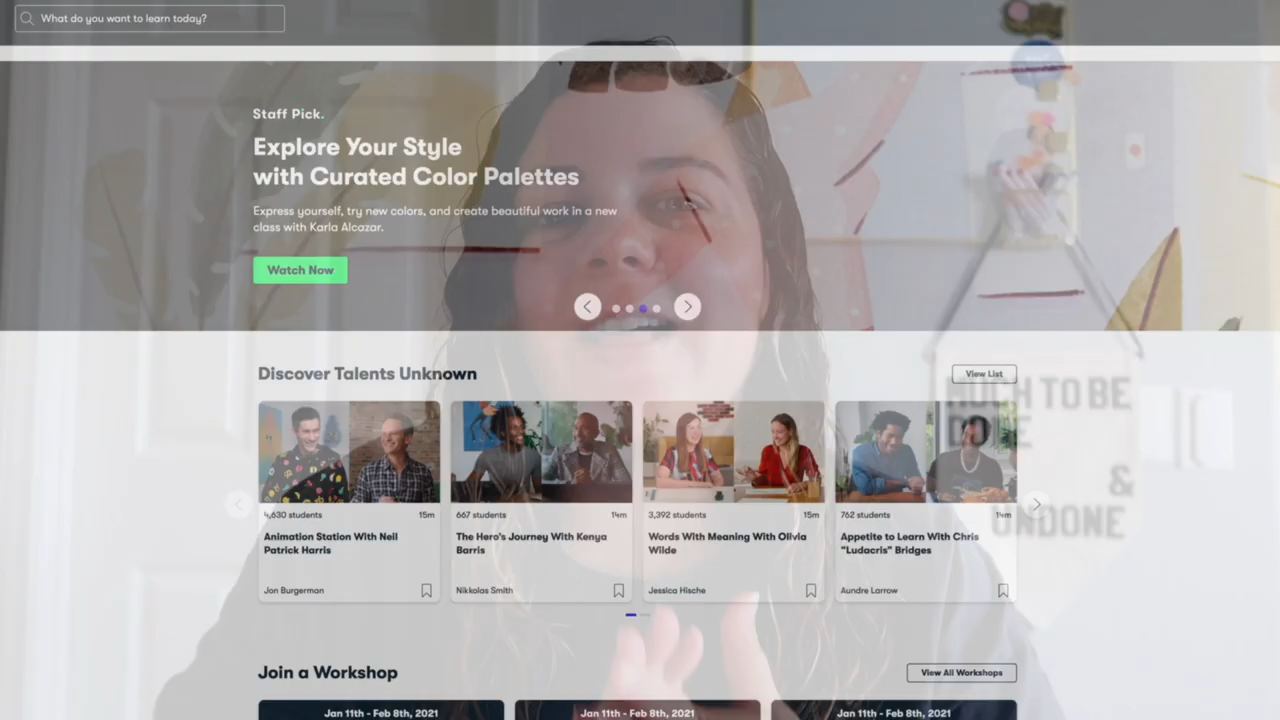 What do you want to learn today?
Staff Pick.
Explore Your Style
with Curated Color Palettes
Express yourself, try new colors, and create beautiful work in a new
class with Karla Alcazar.
Watch Now
Discover Talents Unknown
View List
4,630 students 15m
Animation Station With Neil
Patrick Harris
Jon Burgerman
667 students 14m
The Hero's Journey With Kenya
Barris
Nikkolas Smith
3,392 students 15m
Words With Meaning With Olivia
Wilde
Jessica Hische
762 students 14m
Appetite to Learn With Chris
"Ludacris" Bridges
Aundre Larrow
MUCH TO BE
DONE
&
UNDONE
Join a Workshop
View All Workshops
Jan 11th - Feb 8th, 2021
Jan 11th - Feb 8th, 2021
Jan 11th - Feb 8th, 2021